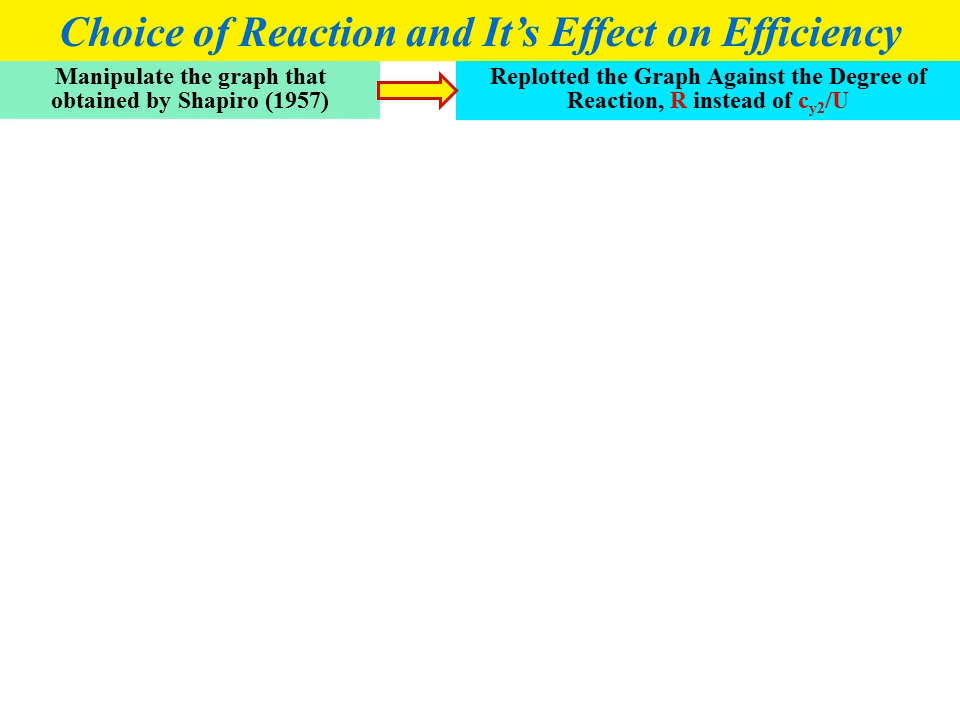 Choice of Reaction and It’s Effect on Efficiency
Manipulate the graph that
obtained by Shapiro (1957)
Replotted the Graph Against the Degree of
Reaction, R instead of cy2/U